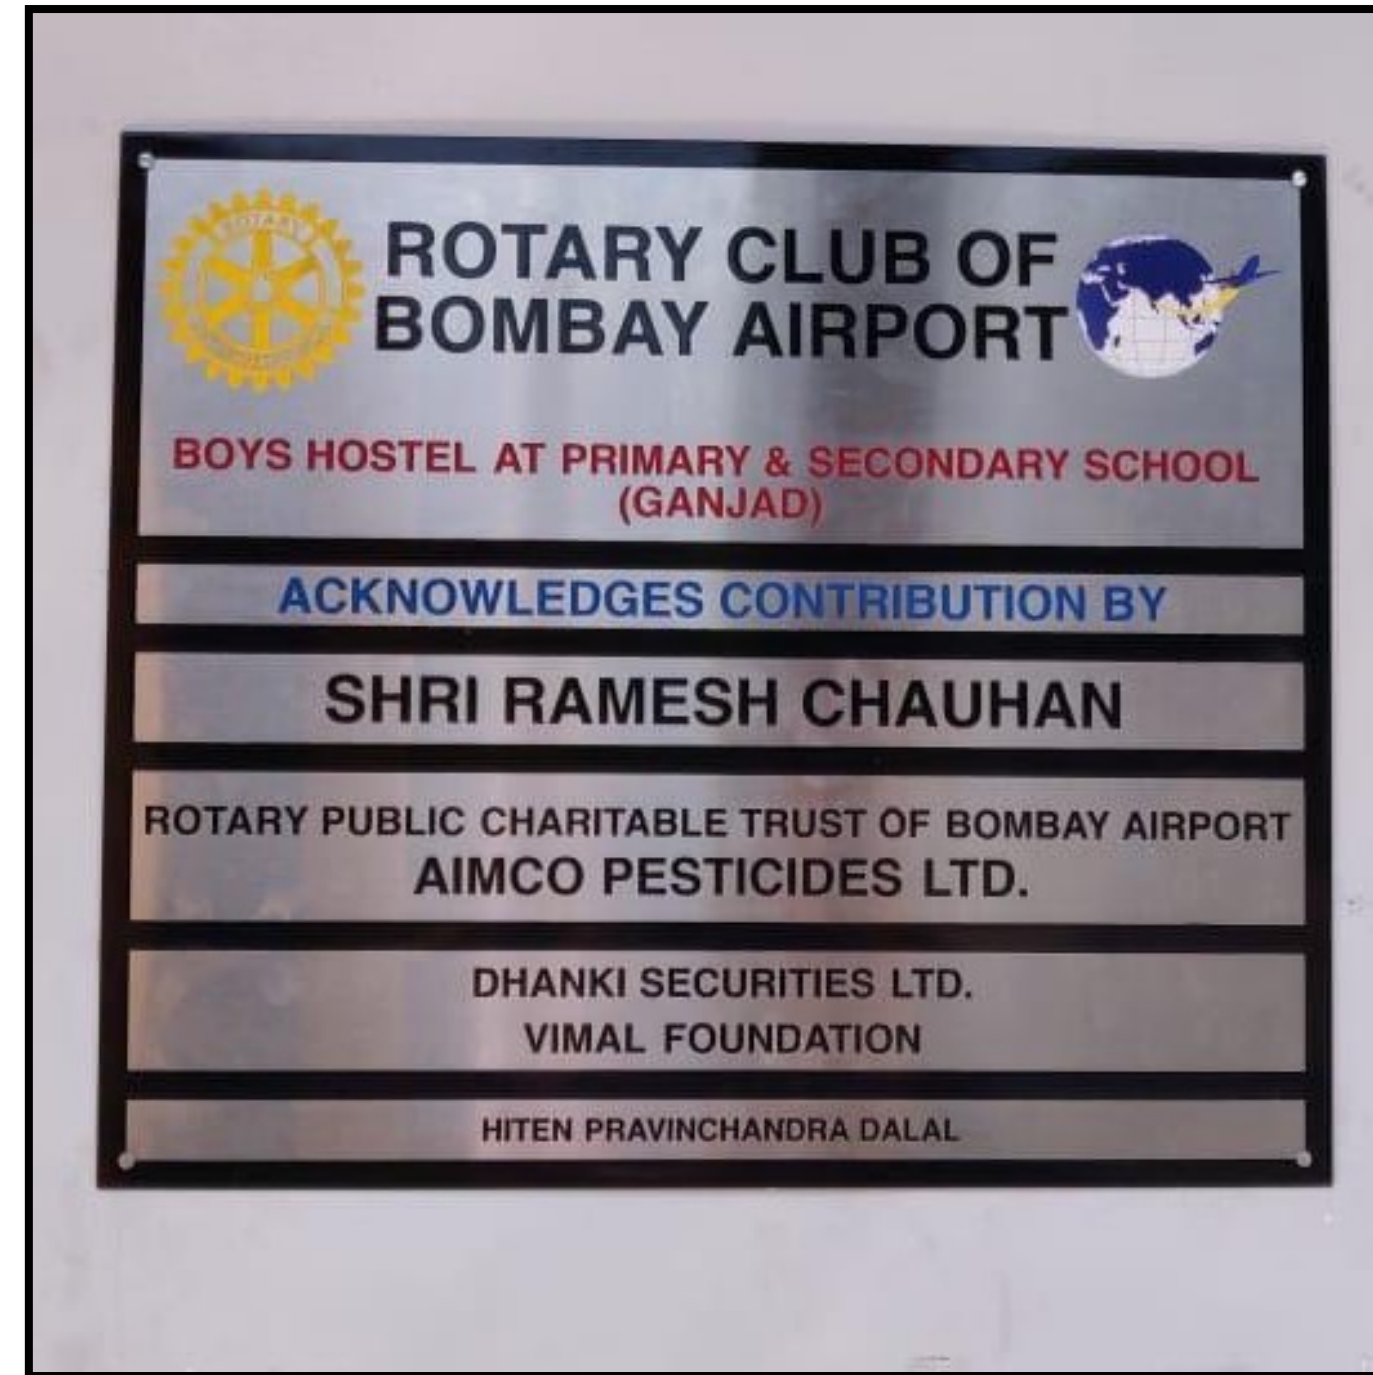 ROTARY
ROTARY CLUB OF
BOMBAY AIRPORT
BOYS HOSTEL AT PRIMARY & SECONDARY SCHOOL
(GANJAD)
ACKNOWLEDGES CONTRIBUTION BY
SHRI RAMESH CHAUHAN
ROTARY PUBLIC CHARITABLE TRUST OF BOMBAY AIRPORT
AIMCO PESTICIDES LTD.
DHANKI SECURITIES LTD.
VIMAL FOUNDATION
HITEN PRAVINCHANDRA DALAL